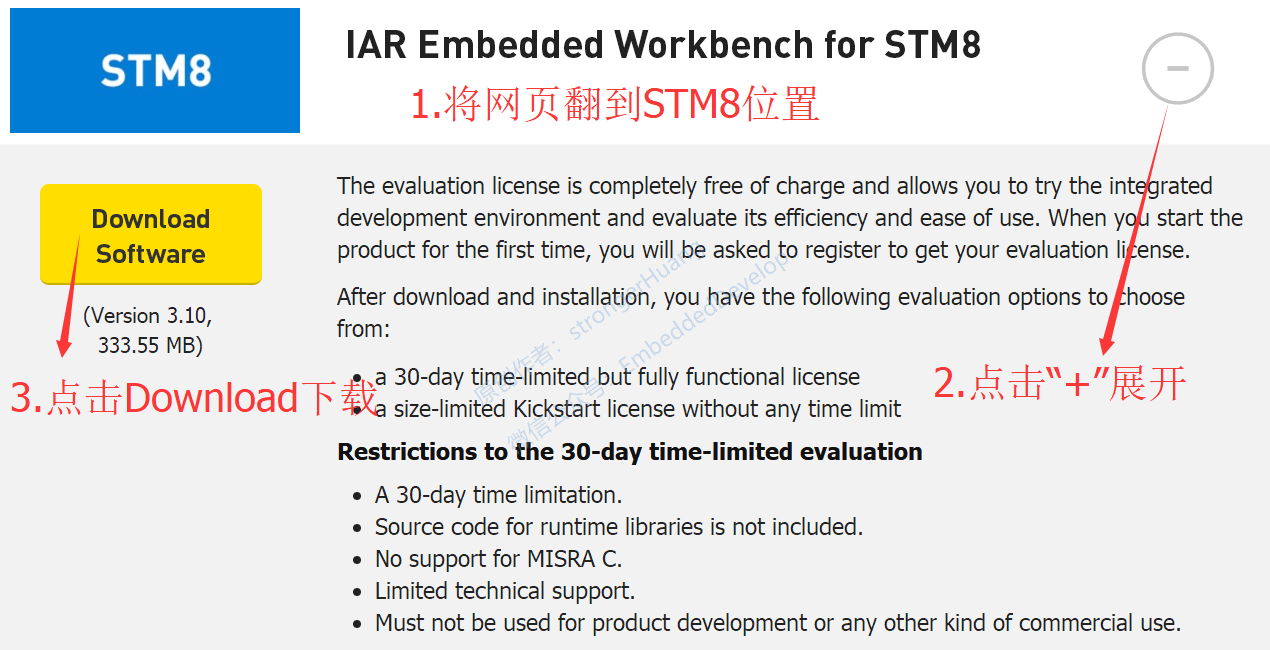 STM8
IAR Embedded Workbench for STM8
1.将网页翻到STM8位置
Download
Software
(Version 3.10,
333.55 MB)
3.点击Download下载
The evaluation license is completely free of charge and allows you to try the integrated
development environment and evaluate its efficiency and ease of use. When you start the
product for the first time, you will be asked to register to get your evaluation license.
After download and installation, you have the following evaluation options to choose
from:
a 30-day time-limited but fully functional license
a size-limited Kickstart license without any time limit
2.点击“+”展开
原创作者：strongerHuang
微信公众号：EmbeddedDevelop
Restrictions to the 30-day time-limited evaluation
A 30-day time limitation.
Source code for runtime libraries is not included.
No support for MISRA C.
Limited technical support.
Must not be used for product development or any other kind of commercial use.